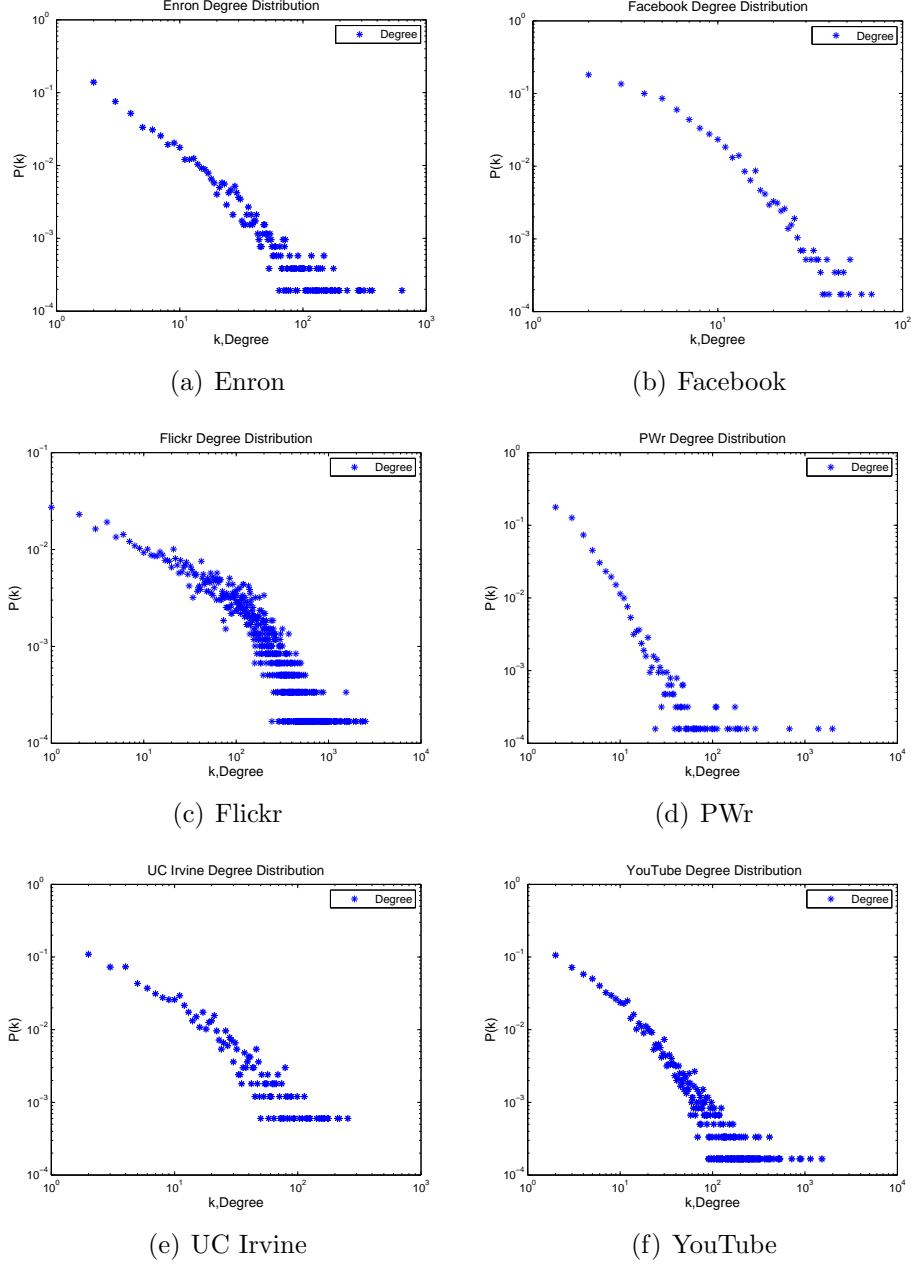 Enron Degree Distribution
Degree
10^0
10^-1
10^-2
10^-3
10^-4
P(k)
10^0 10^1 10^2 10^3
k,Degree
(a) Enron
Facebook Degree Distribution
Degree
10^0
10^-1
10^-2
10^-3
10^-4
P(k)
10^0 10^1 10^2
k,Degree
(b) Facebook
Flickr Degree Distribution
Degree
10^-1
10^-2
10^-3
10^-4
P(k)
10^0 10^1 10^2 10^3 10^4
k,Degree
(c) Flickr
PWr Degree Distribution
Degree
10^0
10^-1
10^-2
10^-3
10^-4
P(k)
10^0 10^1 10^2 10^3 10^4
k,Degree
(d) PWr
UC Irvine Degree Distribution
Degree
10^0
10^-1
10^-2
10^-3
10^-4
P(k)
10^0 10^1 10^2 10^3
k,Degree
(e) UC Irvine
YouTube Degree Distribution
Degree
10^0
10^-1
10^-2
10^-3
10^-4
P(k)
10^0 10^1 10^2 10^3 10^4
k,Degree
(f) YouTube